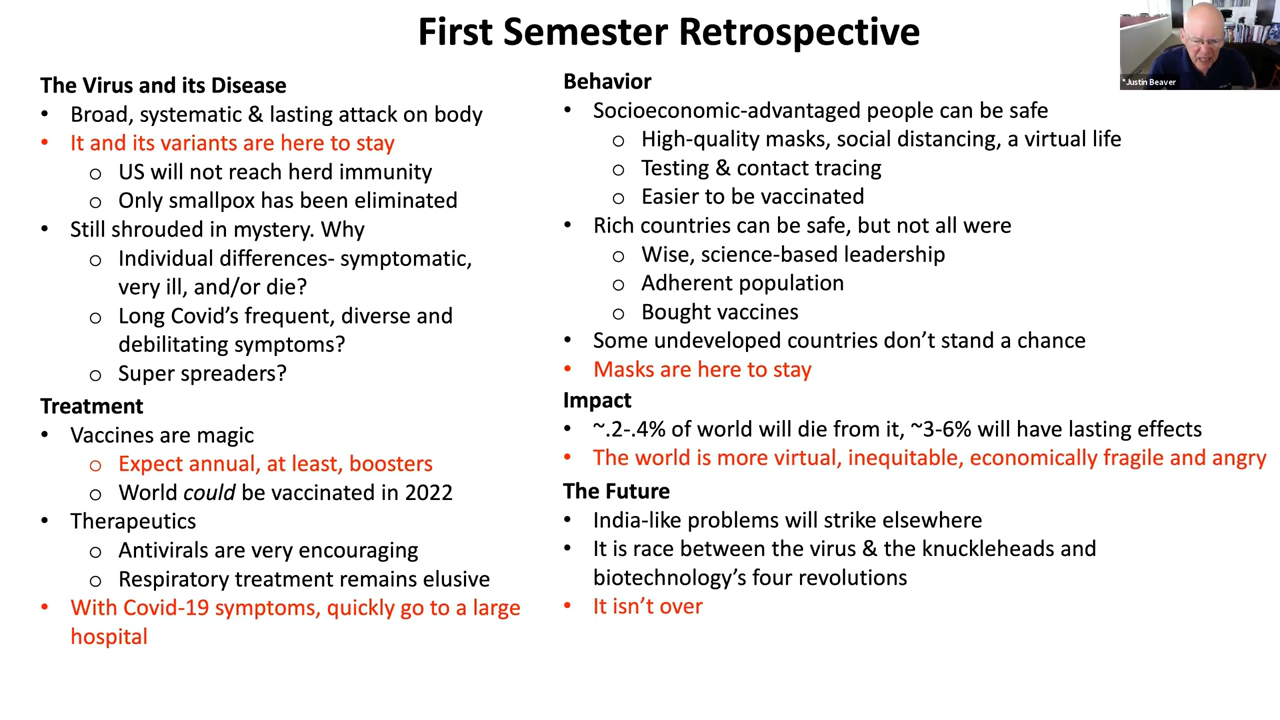 First Semester Retrospective
*Justin Beaver
The Virus and its Disease
• Broad, systematic & lasting attack on body
• It and its variants are here to stay
o US will not reach herd immunity
o Only smallpox has been eliminated
• Still shrouded in mystery. Why
o Individual differences- symptomatic,
very ill, and/or die?
o Long Covid’s frequent, diverse and
debilitating symptoms?
o Super spreaders?
Treatment
• Vaccines are magic
o Expect annual, at least, boosters
o World could be vaccinated in 2022
• Therapeutics
o Antivirals are very encouraging
o Respiratory treatment remains elusive
• With Covid-19 symptoms, quickly go to a large
hospital
Behavior
• Socioeconomic-advantaged people can be safe
o High-quality masks, social distancing, a virtual life
o Testing & contact tracing
o Easier to be vaccinated
• Rich countries can be safe, but not all were
o Wise, science-based leadership
o Adherent population
o Bought vaccines
• Some undeveloped countries don’t stand a chance
• Masks are here to stay
Impact
• ~.2-.4% of world will die from it, ~3-6% will have lasting effects
• The world is more virtual, inequitable, economically fragile and angry
The Future
• India-like problems will strike elsewhere
• It is race between the virus & the knuckleheads and
biotechnology’s four revolutions
• It isn’t over